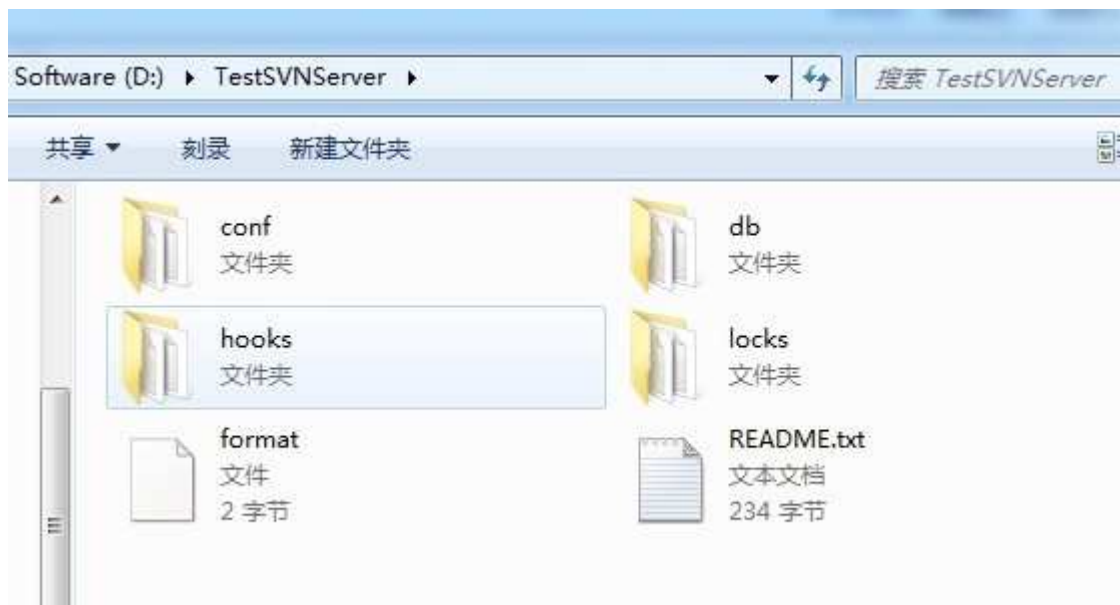 Software (D:) ▸ TestSVNServer ▸
搜索 TestSVNServer
共享 刻录 新建文件夹
conf
文件夹
db
文件夹
hooks
文件夹
locks
文件夹
format
文件
2 字节
README.txt
文本文档
234 字节